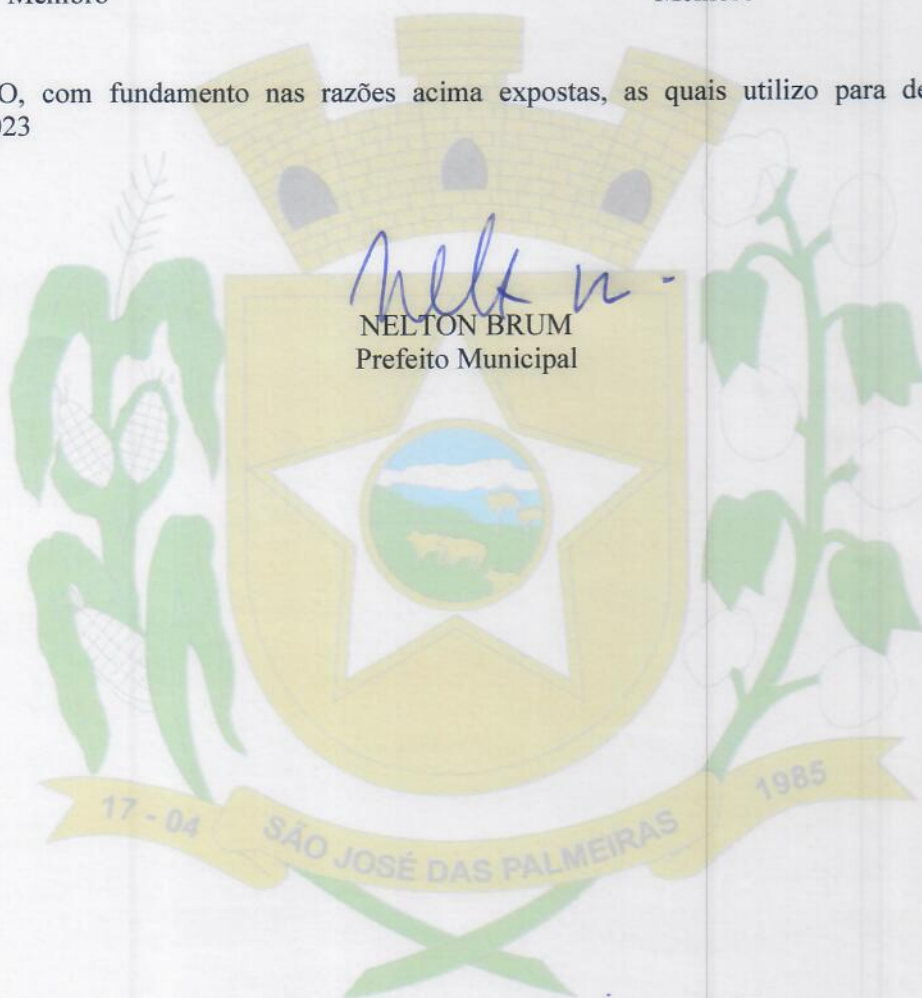 Membro
O, com fundamento nas razões acima expostas, as quais utilizo para
023
NELTON BRUM
Prefeito Municipal
17 - 04
SÃO JOSÉ DAS PALMEIRAS
1985